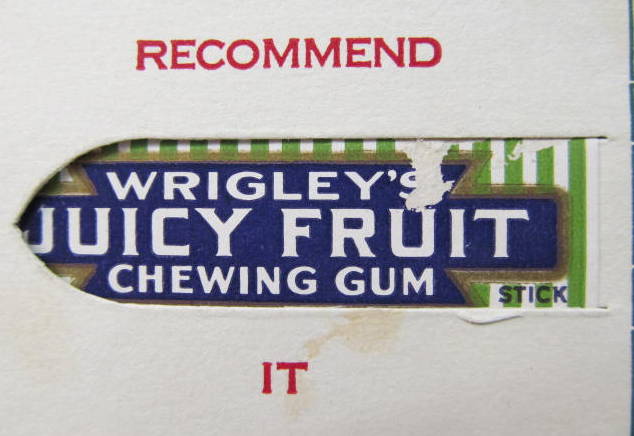 RECOMMEND
WRIGLEY'S
JUICY FRUIT
CHEWING GUM
STICK
IT